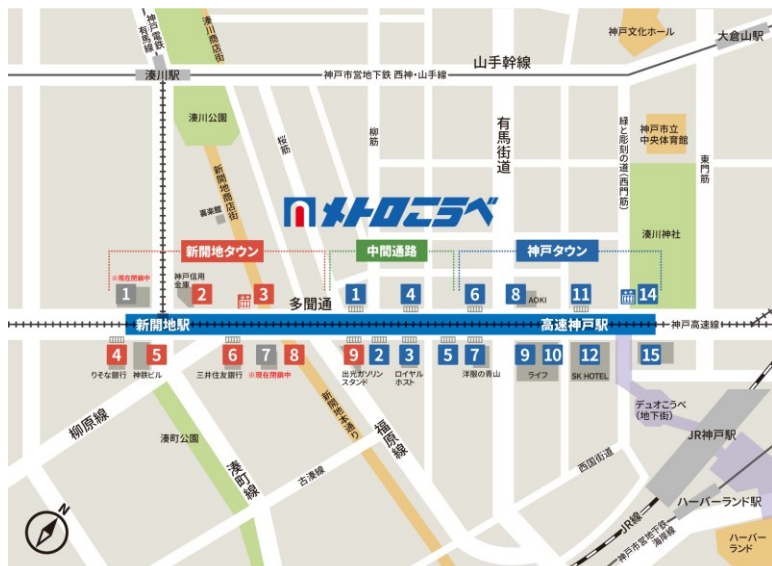 神戸電鉄
有馬線
湊川商店街
神戸文化ホール
大倉山駅
山手幹線
湊川駅
神戸市営地下鉄 西神・山手線
湊川公園
桜筋
柳筋
有馬街道
緑と彫刻の道(西門筋)
神戸市立
中央体育館
東門筋
新開地商店街
喜楽館
メトロこうべ
湊川神社
新開地タウン
中間通路
神戸タウン
※現在閉鎖中
神戸信用
金庫
1
2
3
多聞通
1
4
6
8
AOKI
11
14
新開地駅
高速神戸駅
神戸高速線
4
5
6
7
8
9
2
3
5
7
9
10
12
15
りそな銀行
神鉄ビル
三井住友銀行
※現在閉鎖中
出光ガソリン
スタンド
ロイヤル
ホスト
洋服の青山
ライフ
SK HOTEL
デュオこうべ
(地下街)
柳原線
湊町公園
新開地本通り
福原線
JR神戸駅
湊町線
古湊線
西国街道
ハーバーランド駅
JR線
神戸市営地下鉄
海岸線
ハーバー
ランド
N